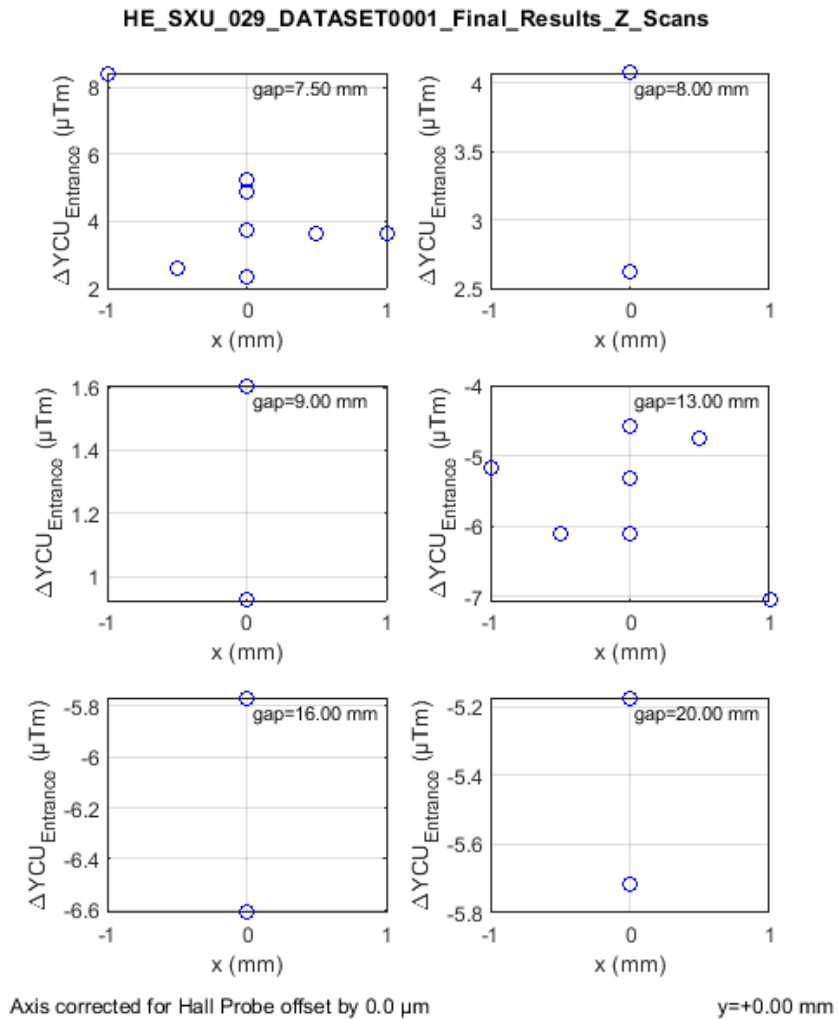 HE_SXU_029_DATASET0001_Final_Results_Z_Scans
gap=7.50 mm
ΔYCU_Entrance (µTm)
8
6
4
2
-1 0 1
x (mm)
gap=8.00 mm
ΔYCU_Entrance (µTm)
4
3.5
3
2.5
-1 0 1
x (mm)
gap=9.00 mm
ΔYCU_Entrance (µTm)
1.6
1.4
1.2
1
-1 0 1
x (mm)
gap=13.00 mm
ΔYCU_Entrance (µTm)
-4
-5
-6
-7
-1 0 1
x (mm)
gap=16.00 mm
ΔYCU_Entrance (µTm)
-5.8
-6
-6.2
-6.4
-6.6
-1 0 1
x (mm)
gap=20.00 mm
ΔYCU_Entrance (µTm)
-5.2
-5.4
-5.6
-5.8
-1 0 1
x (mm)
Axis corrected for Hall Probe offset by 0.0 µm
y=+0.00 mm